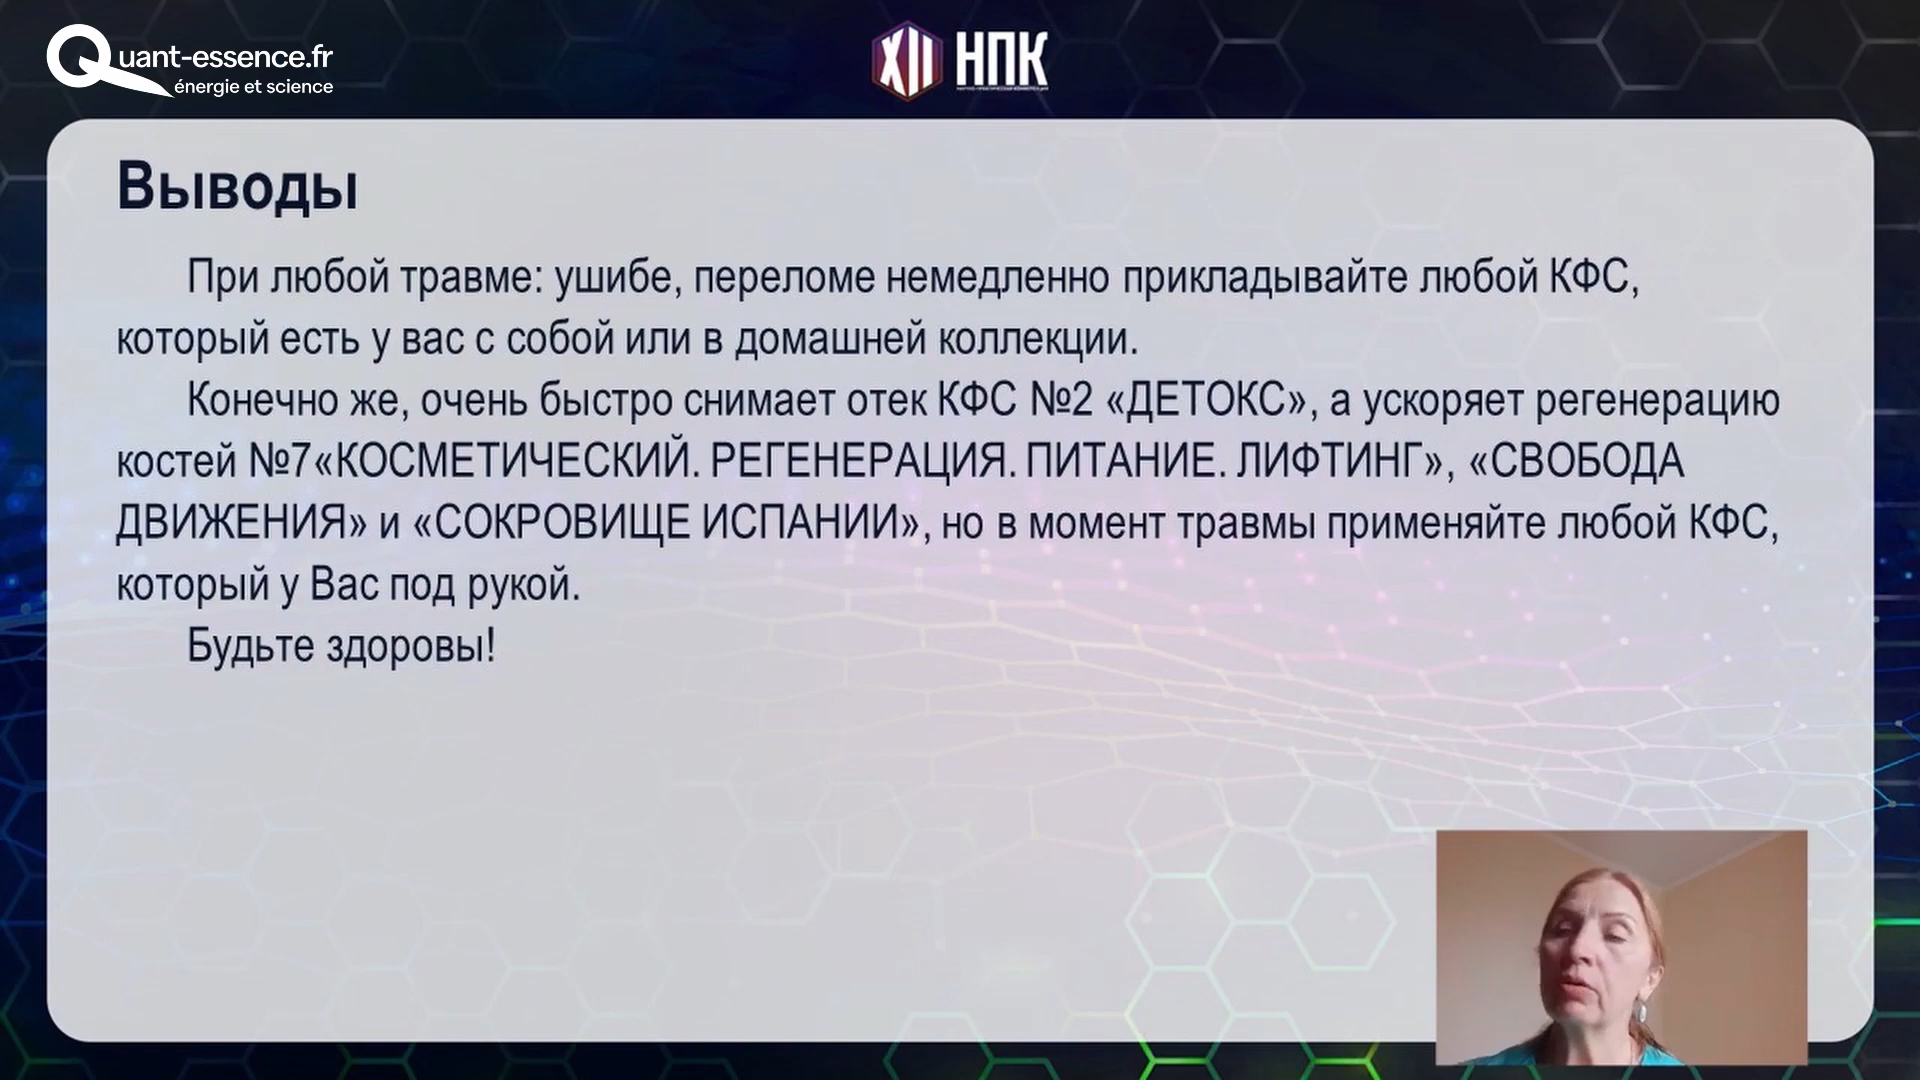 Quant-essence.fr
énergie et science
XII НПК
Выводы
При любой травме: ушибе, переломе немедленно прикладывайте любой КФС,
который есть у вас с собой или в домашней коллекции.
Конечно же, очень быстро снимает отек КФС №2 «ДЕТОКС», а ускоряет регенерацию
костей №7«КОСМЕТИЧЕСКИЙ. РЕГЕНЕРАЦИЯ. ПИТАНИЕ. ЛИФТИНГ», «СВОБОДА
ДВИЖЕНИЯ» и «СОКРОВИЩЕ ИСПАНИИ», но в момент травмы применяйте любой КФС,
который у Вас под рукой.
Будьте здоровы!